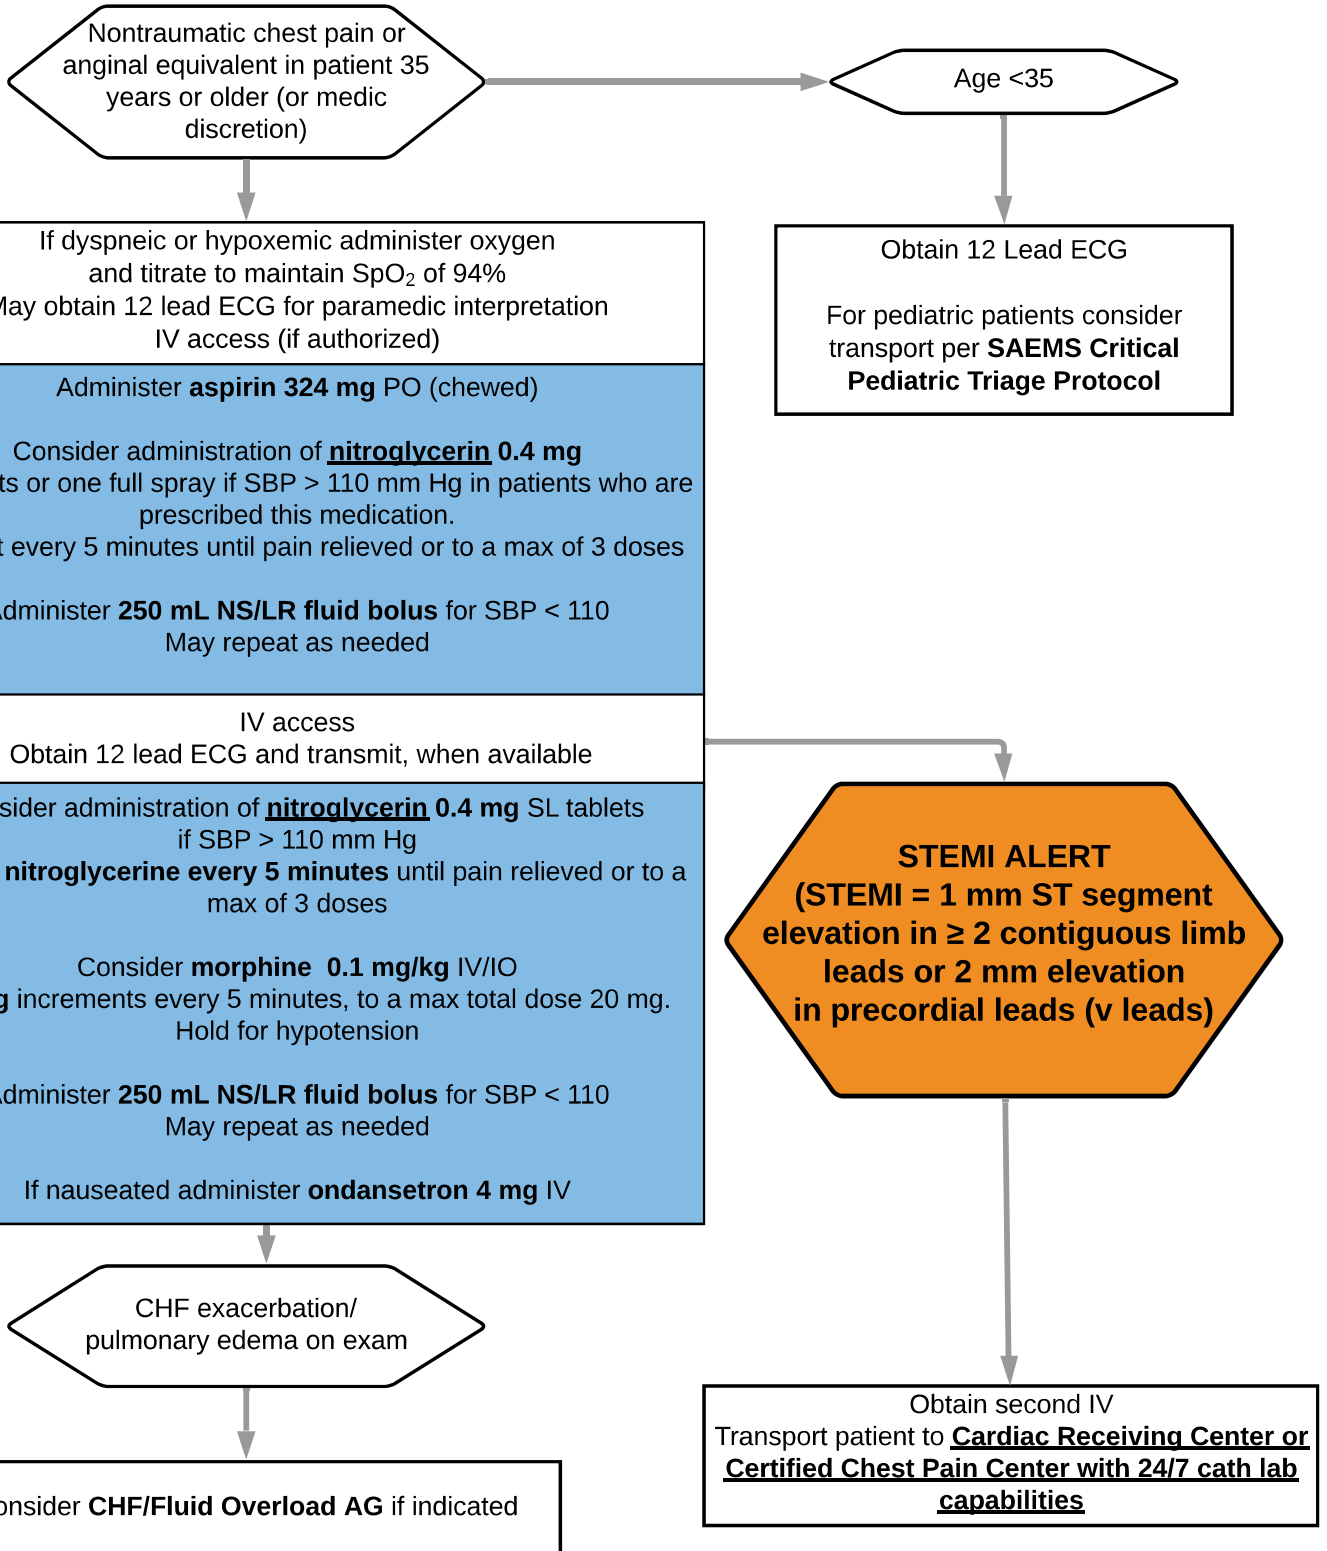 Nontraumatic chest pain or
anginal equivalent in patient 35
years or older (or medic
discretion)
Age <35
If dyspneic or hypoxemic administer oxygen
and titrate to maintain SpO₂ of 94%
May obtain 12 lead ECG for paramedic interpretation
IV access (if authorized)
Obtain 12 Lead ECG
For pediatric patients consider
transport per SAEMS Critical
Pediatric Triage Protocol
Administer aspirin 324 mg PO (chewed)
Consider administration of nitroglycerin 0.4 mg
or one full spray if SBP > 110 mm Hg in patients who are
prescribed this medication.
every 5 minutes until pain relieved or to a max of 3 doses
Administer 250 mL NS/LR fluid bolus for SBP < 110
May repeat as needed
IV access
Obtain 12 lead ECG and transmit, when available
administration of nitroglycerin 0.4 mg SL tablets
if SBP > 110 mm Hg
nitroglycerine every 5 minutes until pain relieved or to a
max of 3 doses
Consider morphine  0.1 mg/kg IV/IO
increments every 5 minutes, to a max total dose 20 mg.
Hold for hypotension
Administer 250 mL NS/LR fluid bolus for SBP < 110
May repeat as needed
If nauseated administer ondansetron 4 mg IV
STEMI ALERT
(STEMI = 1 mm ST segment
elevation in ≥ 2 contiguous limb
leads or 2 mm elevation
in precordial leads (v leads)
CHF exacerbation/
pulmonary edema on exam
Obtain second IV
Transport patient to Cardiac Receiving Center or
Certified Chest Pain Center with 24/7 cath lab
capabilities
onsider CHF/Fluid Overload AG if indicated